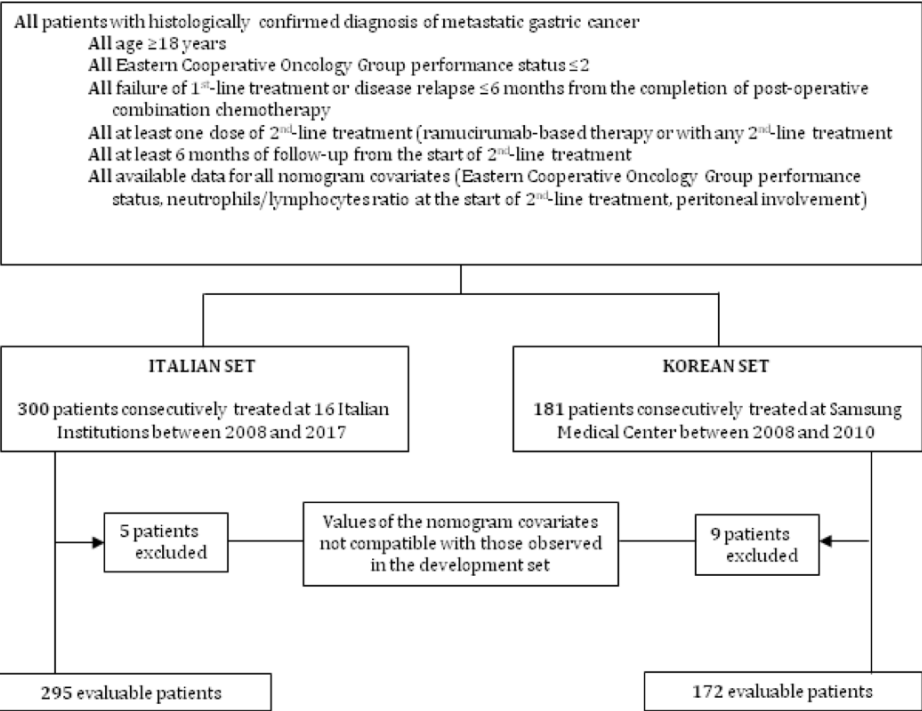 All patients with histologically confirmed diagnosis of metastatic gastric cancer
All age ≥18 years
All Eastern Cooperative Oncology Group performance status ≤2
All failure of 1st-line treatment or disease relapse ≤6 months from the completion of post-operative
combination chemotherapy
All at least one dose of 2nd-line treatment (ramucirumab-based therapy or with any 2nd-line treatment
All at least 6 months of follow-up from the start of 2nd-line treatment
All available data for all nomogram covariates (Eastern Cooperative Oncology Group performance
status, neutrophils/lymphocytes ratio at the start of 2nd-line treatment, peritoneal involvement)
ITALIAN SET
300 patients consecutively treated at 16 Italian
Institutions between 2008 and 2017
KOREAN SET
181 patients consecutively treated at Samsung
Medical Center between 2008 and 2010
5 patients
excluded
Values of the nomogram covariates
not compatible with those observed
in the development set
9 patients
excluded
295 evaluable patients
172 evaluable patients